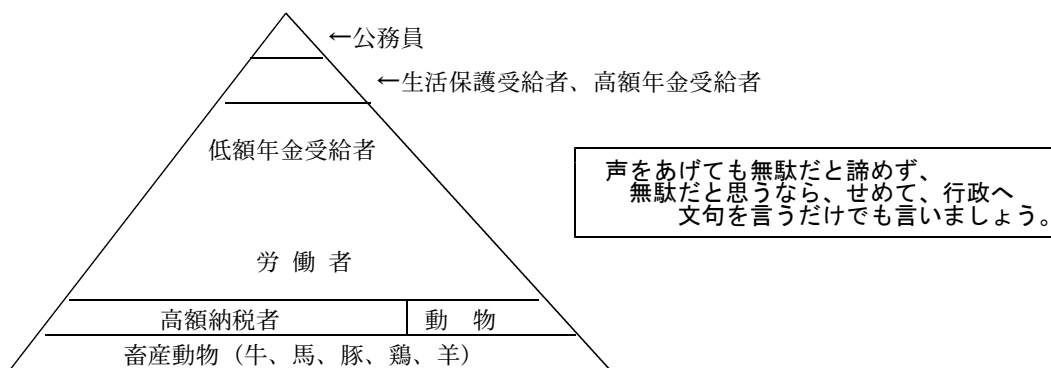 ←公務員
←生活保護受給者、高額年金受給者
低額年金受給者
声をあげても無駄だと諦めず、
無駄だと思うなら、せめて、行政へ
文句を言うだけでも言いましょう。
労 働 者
高額納税者
動 物
畜産動物（牛、馬、豚、鶏、羊）